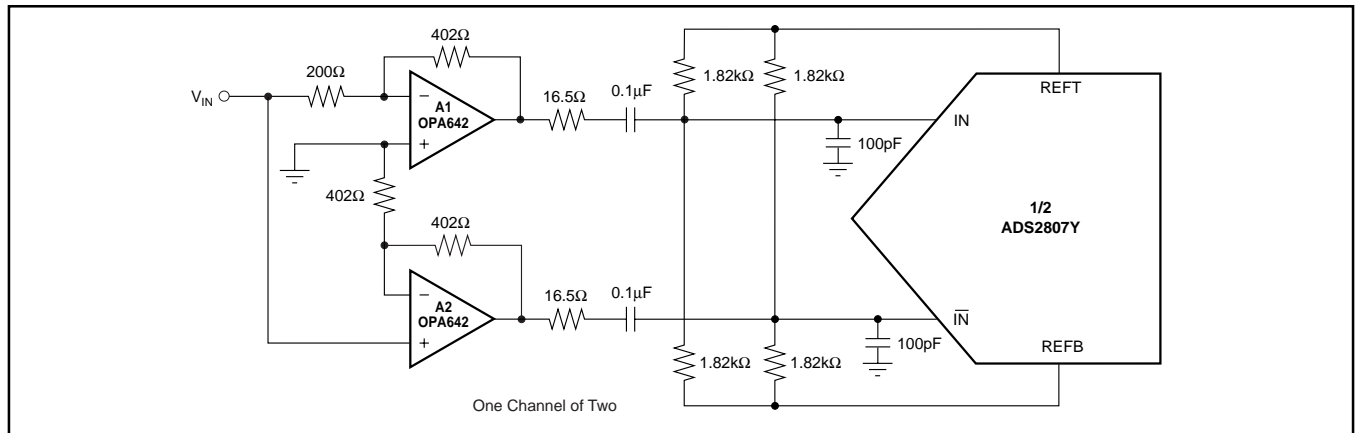 402Ω
1.82kΩ
1.82kΩ
REFT
200Ω
VIN
−
A1
OPA642
+
16.5Ω
0.1µF
IN
100pF
402Ω
402Ω
1/2
ADS2807Y
−
A2
OPA642
+
16.5Ω
0.1µF
IN
100pF
1.82kΩ
1.82kΩ
REFB
One Channel of Two